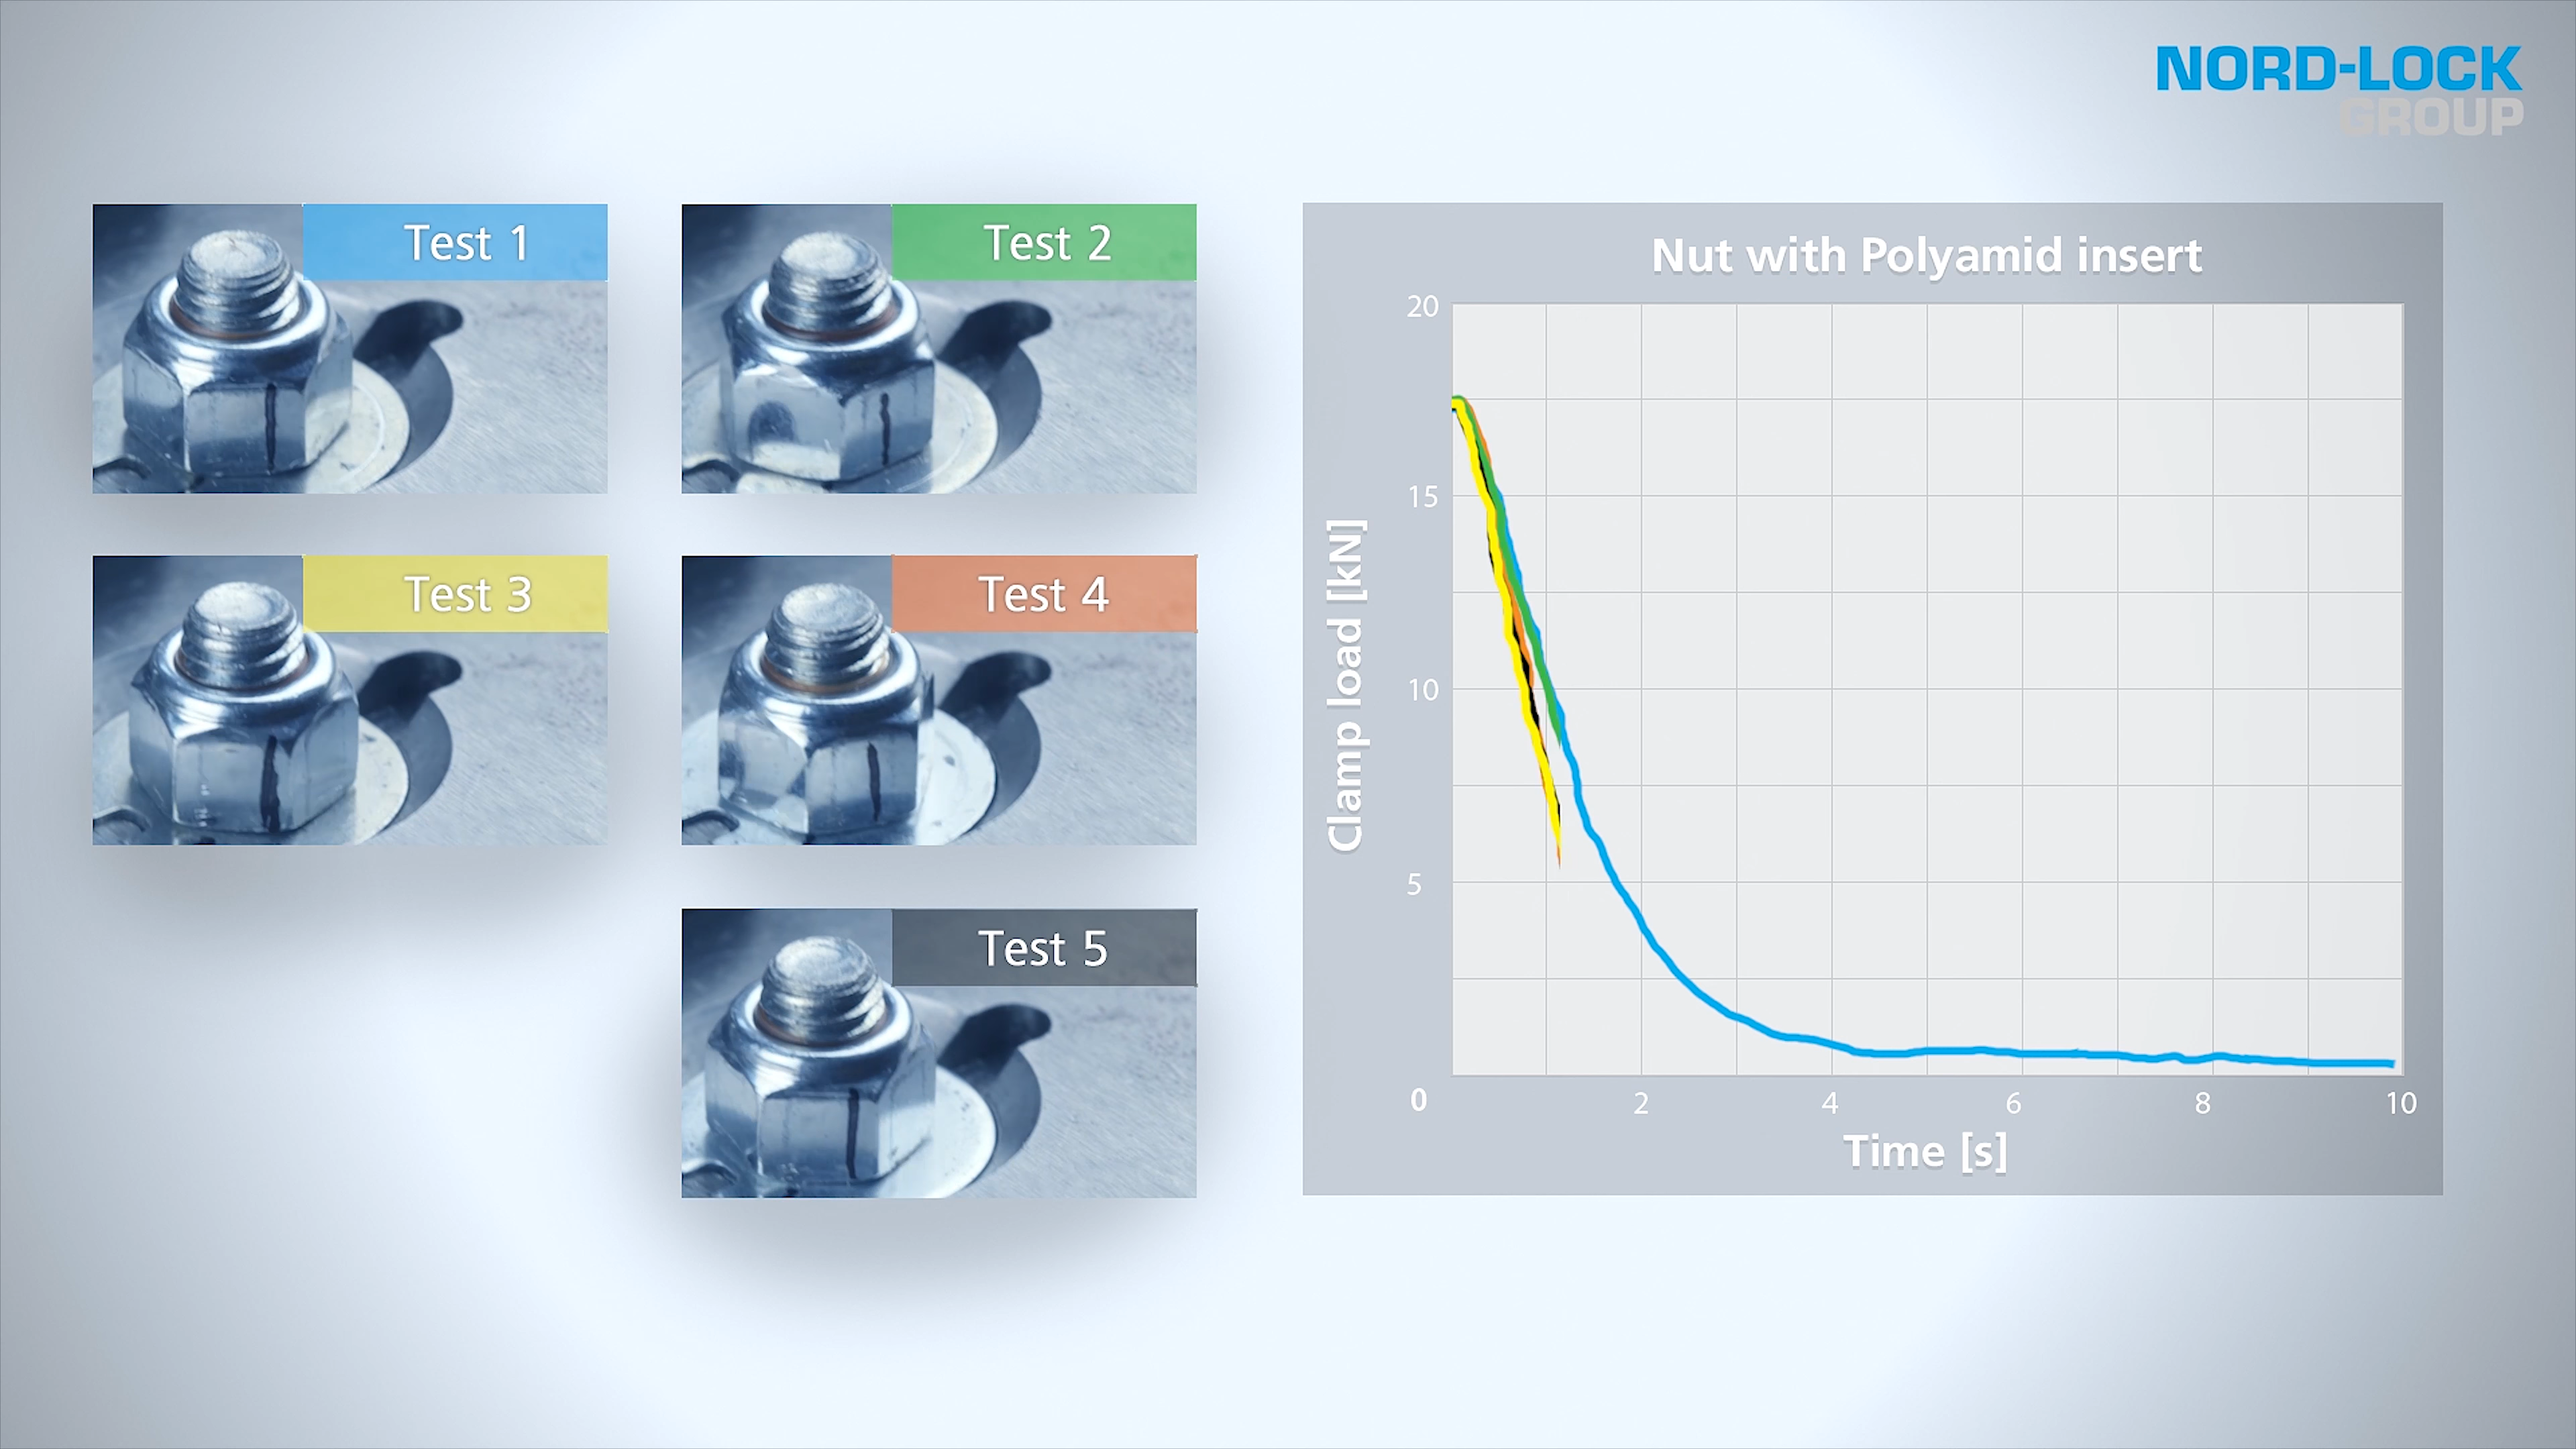 NORD-LOCK
GROUP
Test 1
Test 2
Test 3
Test 4
Test 5
Nut with Polyamid insert
Clamp load [kN]
20
15
10
5
0
2
4
6
8
10
Time [s]